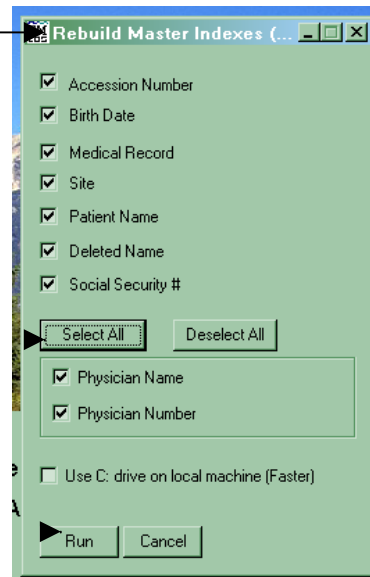 Rebuild Master Indexes (...
Accession Number
Birth Date
Medical Record
Site
Patient Name
Deleted Name
Social Security #
Select All Deselect All
Physician Name
Physician Number
Use C: drive on local machine (Faster)
Run Cancel